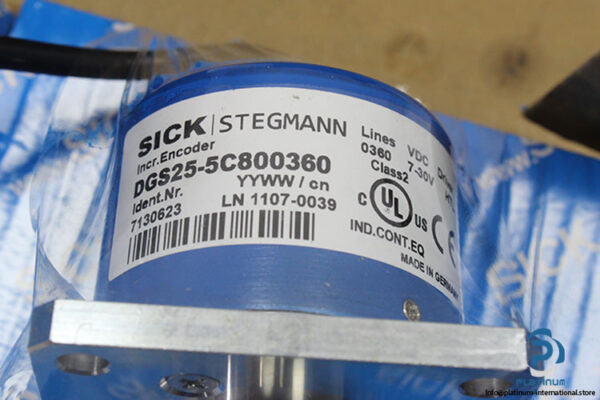 SICK | STEGMANN
Incr.Encoder
DGS25-5C800360
Ident.Nr. YYWW / cn
7130623 LN 1107-0039
Lines VDC
0360 7-30V
Class2
C UL US CE
IND.CONT.EQ
MADE IN GERMANY
SICK
PLATINUM
info@platinum-international.store